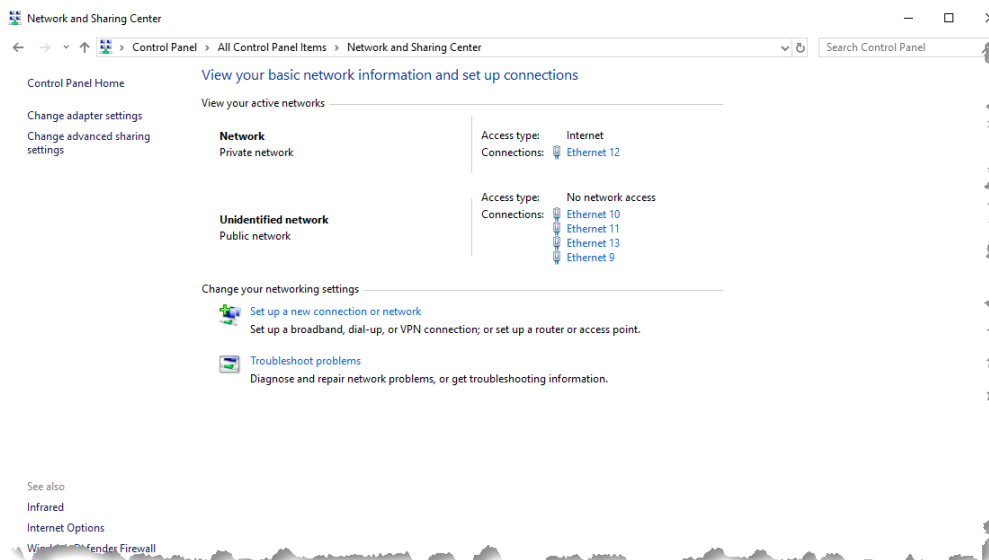 Network and Sharing Center
Control Panel › All Control Panel Items › Network and Sharing Center
Search Control Panel
Control Panel Home
Change adapter settings
Change advanced sharing
settings
View your basic network information and set up connections
View your active networks
Network
Private network
Access type: Internet
Connections: Ethernet 12
Unidentified network
Public network
Access type: No network access
Connections: Ethernet 10
Ethernet 11
Ethernet 13
Ethernet 9
Change your networking settings
Set up a new connection or network
Set up a broadband, dial-up, or VPN connection; or set up a router or access point.
Troubleshoot problems
Diagnose and repair network problems, or get troubleshooting information.
See also
Infrared
Internet Options
Firewall